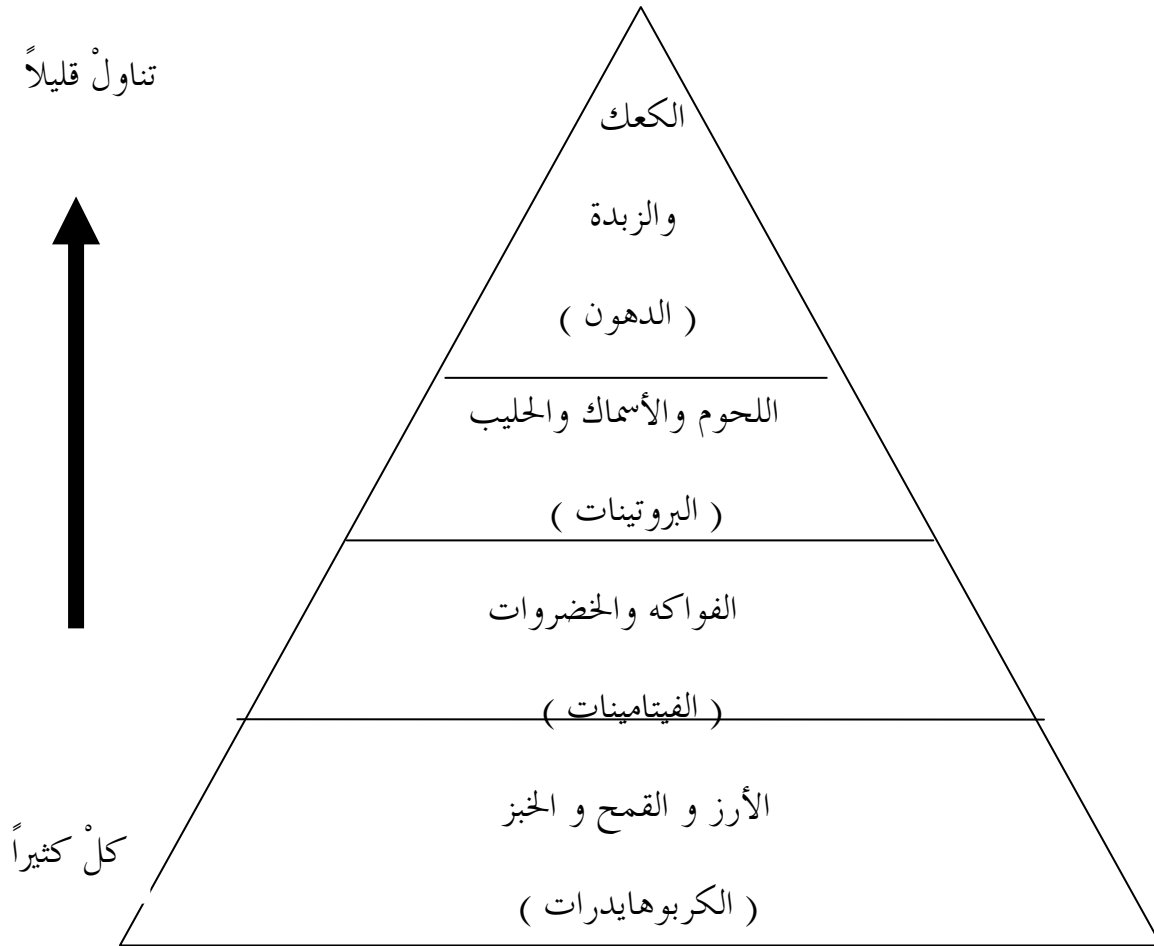 تناولْ قليلاً
الكعك
والزبدة
( الدهون )
اللحوم والأسماك والحليب
( البروتينات )
الفواكه والخضروات
( الفيتامينات )
الأرز و القمح و الخبز
كلْ كثيراً
( الكربوهايدرات )